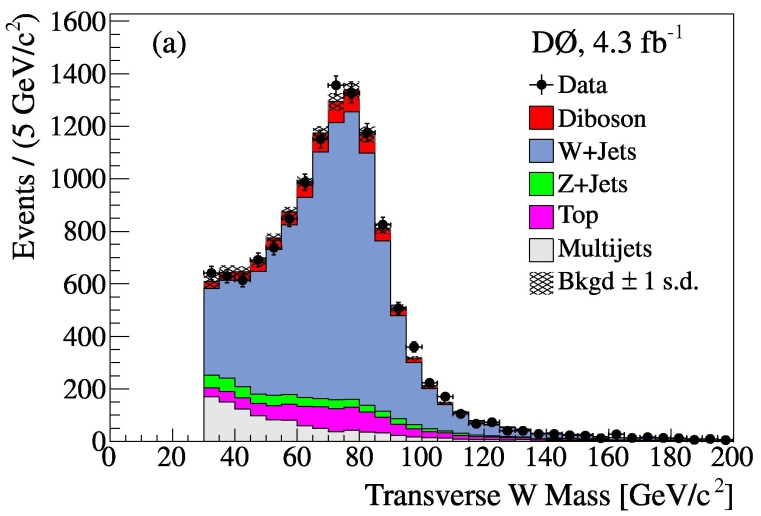 (a)
DØ, 4.3 fb⁻¹
Data
Diboson
W+Jets
Z+Jets
Top
Multijets
Bkgd ± 1 s.d.
Events / (5 GeV/c²)
1600
1400
1200
1000
800
600
400
200
0
0 20 40 60 80 100 120 140 160 180 200
Transverse W Mass [GeV/c²]